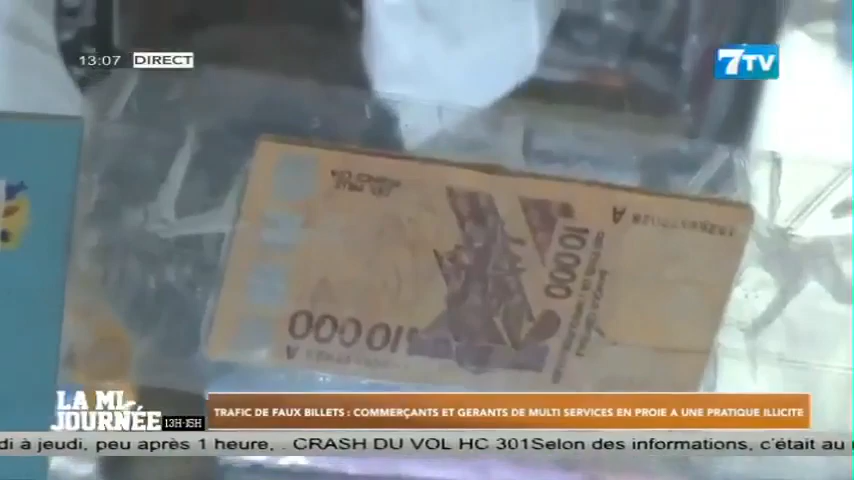 13:07 DIRECT
7TV
10000
10000
A
A
LA MI
JOURNÉE
13H-15H
TRAFIC DE FAUX BILLETS : COMMERÇANTS ET GERANTS DE MULTI SERVICES EN PROIE A UNE PRATIQUE ILLICITE
di à jeudi, peu après 1 heure, . CRASH DU VOL HC 301Selon des informations, c'était au